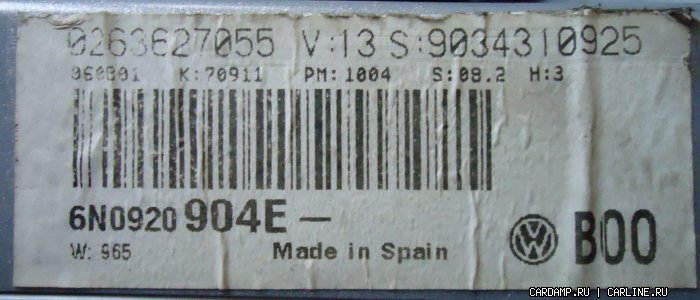 0263627055 V:13 S:9034310925
060801 K:70911 PM:1004 S:08.2 H:3
6N0920 904E -
B00
W: 965 Made in Spain
CARDAMP.RU | CARLINE.RU